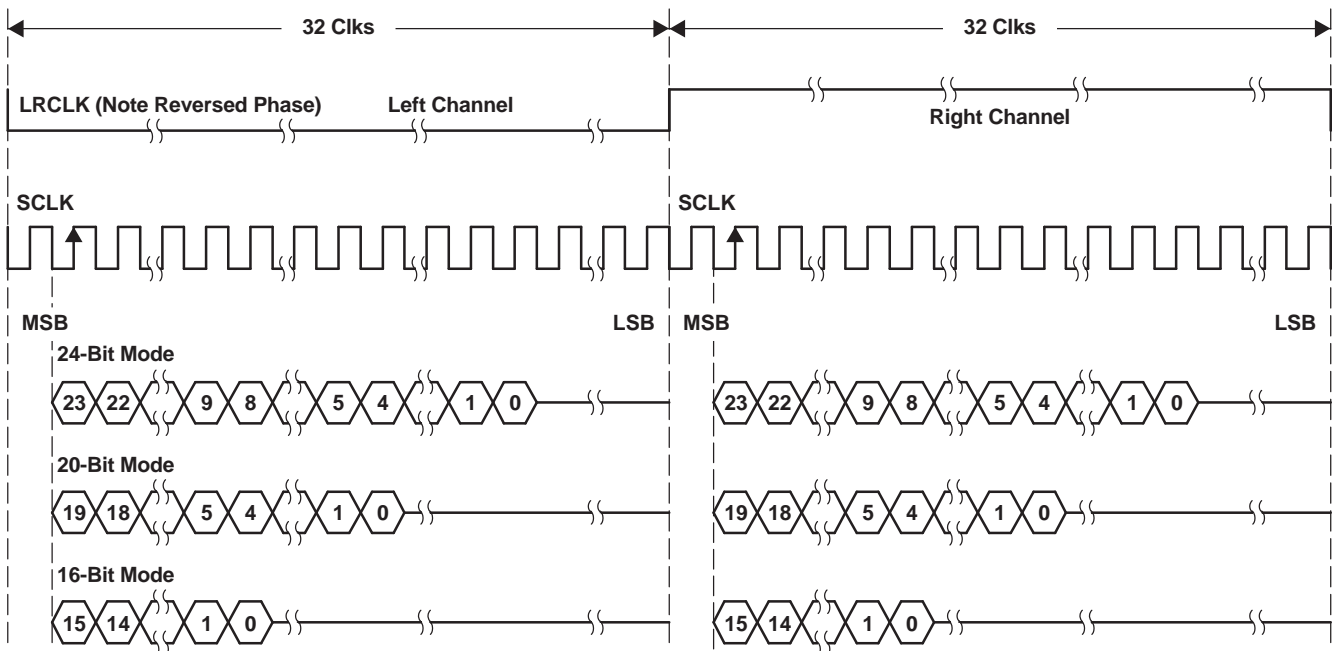 32 Clks 32 Clks
LRCLK (Note Reversed Phase) Left Channel
Right Channel
SCLK SCLK
MSB LSB MSB LSB
24-Bit Mode
23 22 9 8 5 4 1 0 23 22 9 8 5 4 1 0
20-Bit Mode
19 18 5 4 1 0 19 18 5 4 1 0
16-Bit Mode
15 14 1 0 15 14 1 0